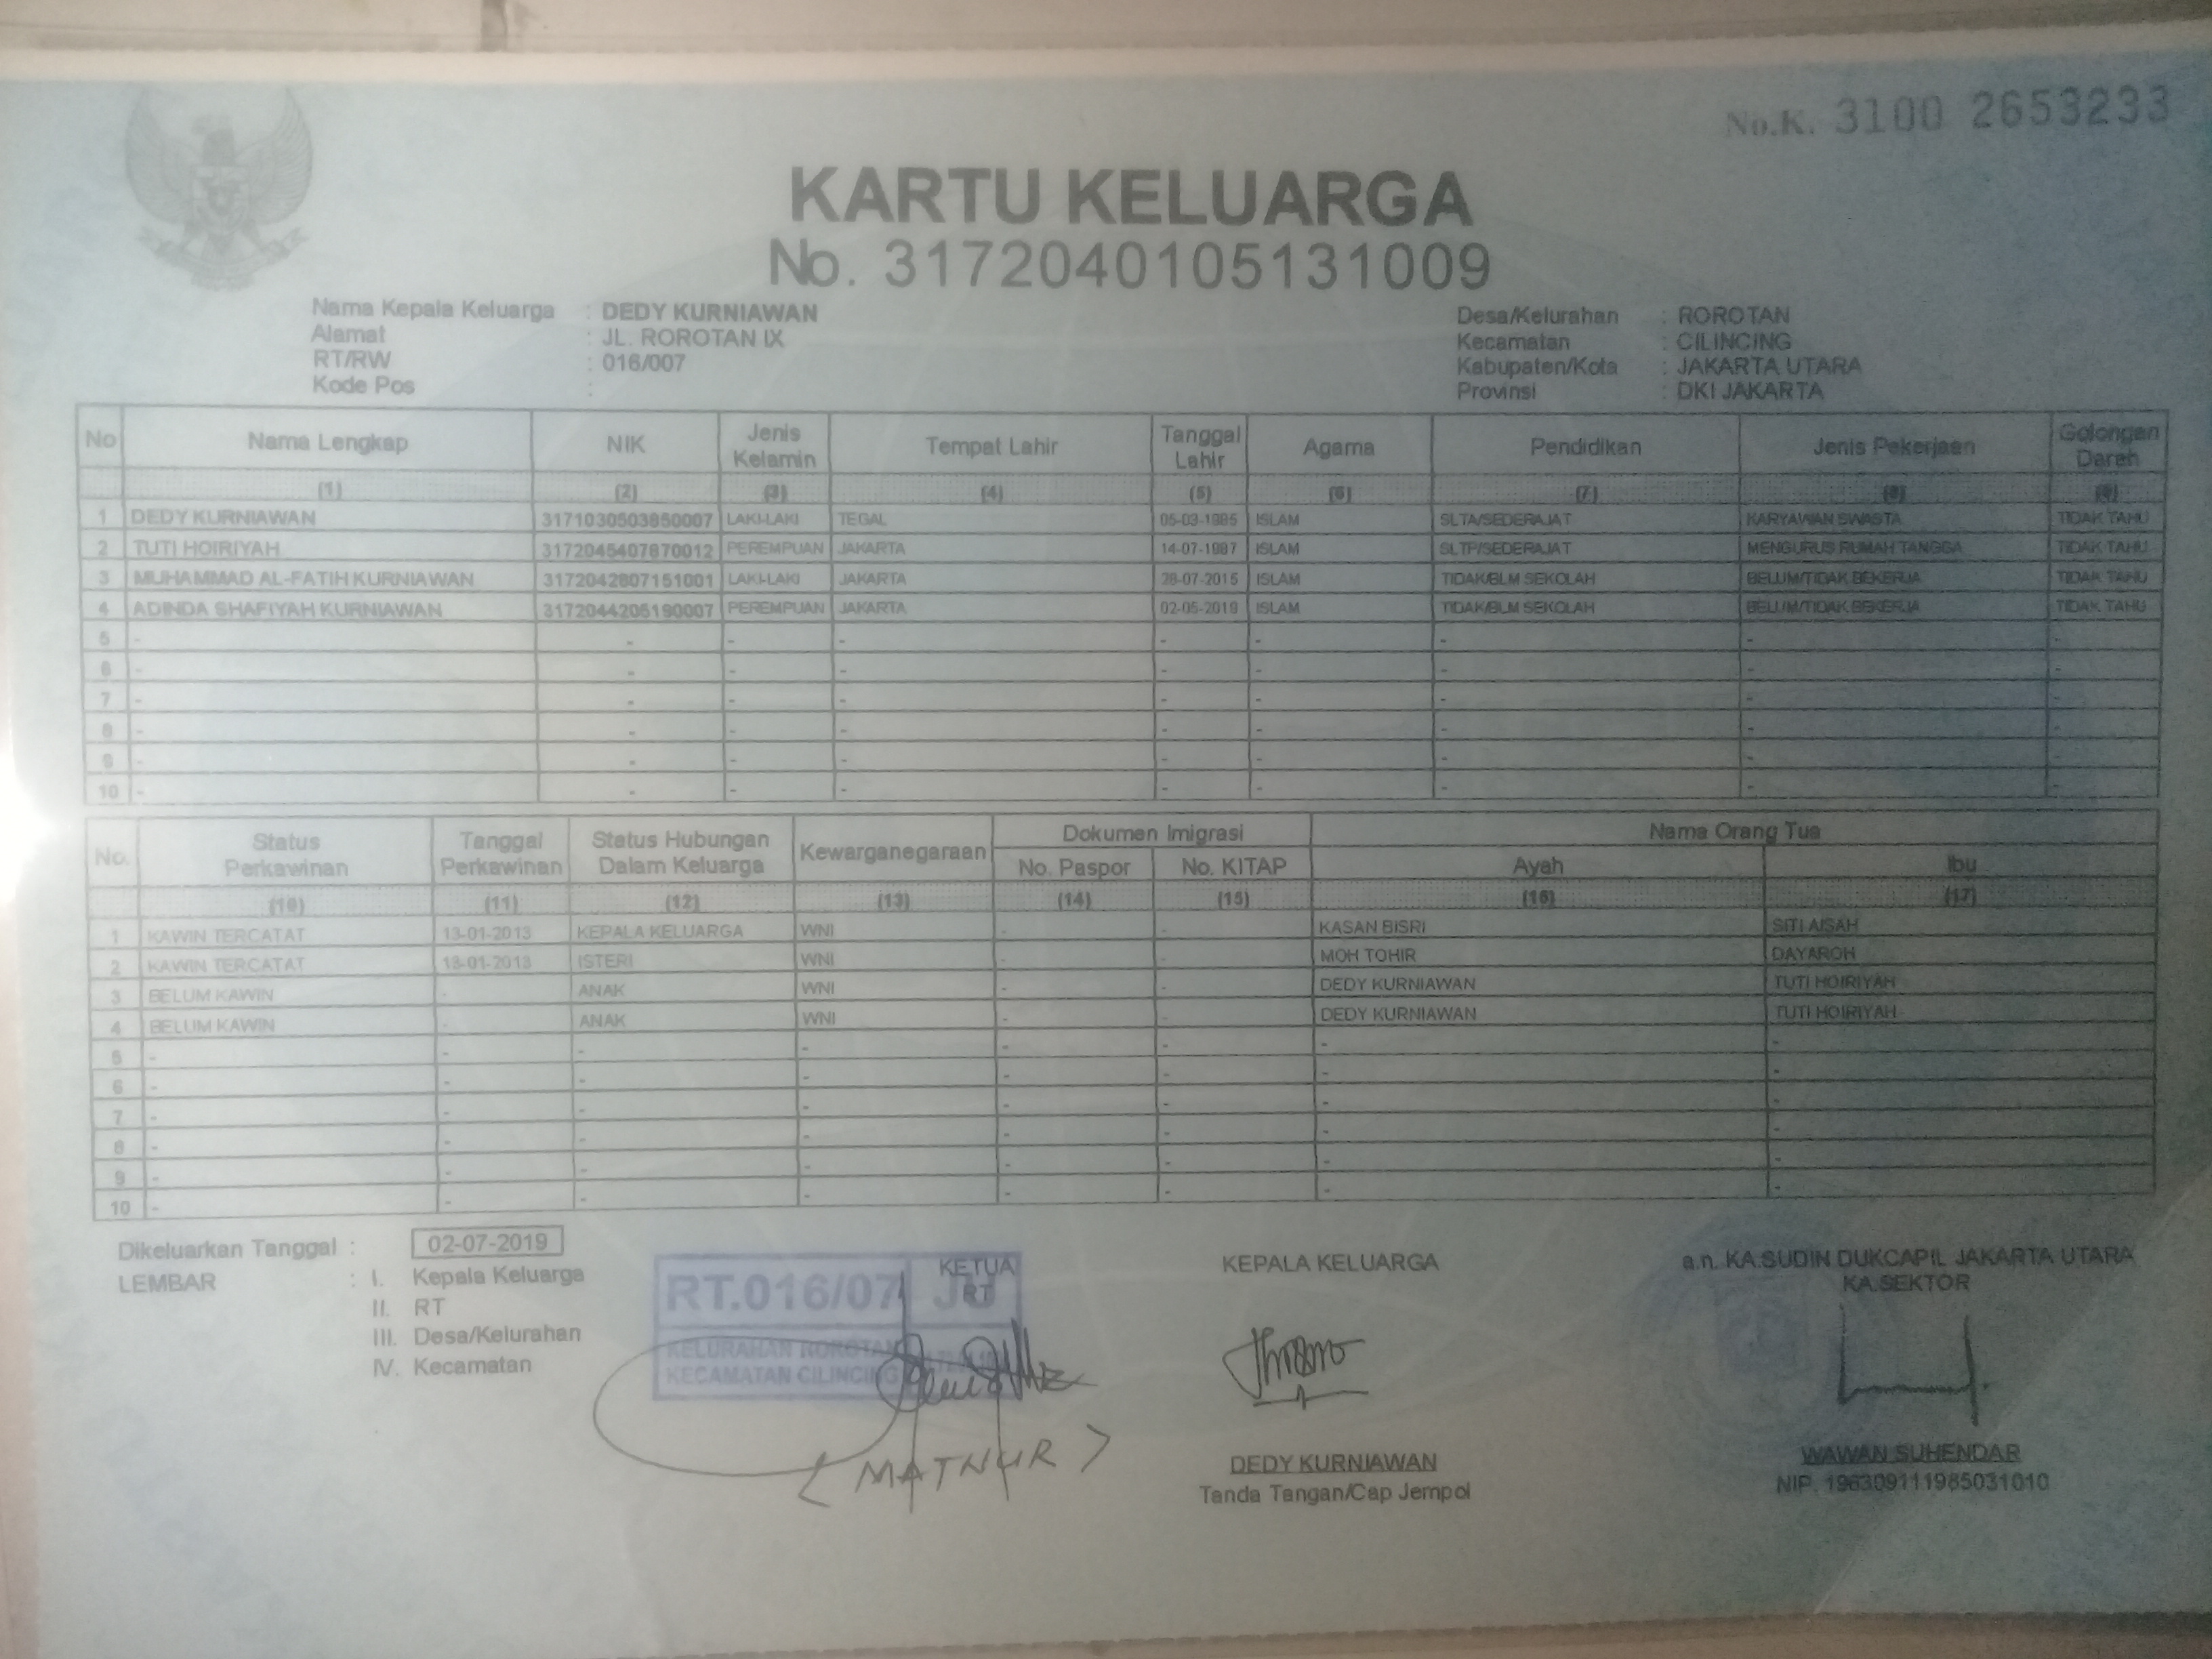 No.K. 3100 2653233
KARTU KELUARGA
No. 3172040105131009
Nama Kepala Keluarga : DEDY KURNIAWAN
Alamat : JL. ROROTAN IX
RT/RW : 016/007
Kode Pos :
Desa/Kelurahan : ROROTAN
Kecamatan : CILINCING
Kabupaten/Kota : JAKARTA UTARA
Provinsi : DKI JAKARTA
No Nama Lengkap NIK Jenis Kelamin Tempat Lahir Tanggal Lahir Agama Pendidikan Jenis Pekerjaan Golongan Darah
(1) (2) (3) (4) (5) (6) (7) (8) (9)
1 DEDY KURNIAWAN 3171030503850007 LAKI-LAKI TEGAL 05-03-1985 ISLAM SLTA/SEDERAJAT KARYAWAN SWASTA TIDAK TAHU
2 TUTI HOIRIYAH 3172045407870012 PEREMPUAN JAKARTA 14-07-1987 ISLAM SLTP/SEDERAJAT MENGURUS RUMAH TANGGA TIDAK TAHU
3 MUHAMMAD AL-FATIH KURNIAWAN 3172042807151001 LAKI-LAKI JAKARTA 28-07-2015 ISLAM TIDAK/BLM SEKOLAH BELUM/TIDAK BEKERJA TIDAK TAHU
4 ADINDA SHAFIYAH KURNIAWAN 3172044205190007 PEREMPUAN JAKARTA 02-05-2019 ISLAM TIDAK/BLM SEKOLAH BELUM/TIDAK BEKERJA TIDAK TAHU
5 - - - - - - - - -
6 - - - - - - - - -
7 - - - - - - - - -
8 - - - - - - - - -
9 - - - - - - - - -
10 - - - - - - - - -
No. Status Perkawinan Tanggal Perkawinan Status Hubungan Dalam Keluarga Kewarganegaraan Dokumen Imigrasi Nama Orang Tua
No. Paspor No. KITAP Ayah Ibu
(10) (11) (12) (13) (14) (15) (16) (17)
1 KAWIN TERCATAT 13-01-2013 KEPALA KELUARGA WNI - - KASAN BISRI SITI AISAH
2 KAWIN TERCATAT 13-01-2013 ISTERI WNI - - MOH TOHIR DAYAROH
3 BELUM KAWIN - ANAK WNI - - DEDY KURNIAWAN TUTI HOIRIYAH
4 BELUM KAWIN - ANAK WNI - - DEDY KURNIAWAN TUTI HOIRIYAH
5 - - - - - - - -
6 - - - - - - - -
7 - - - - - - - -
8 - - - - - - - -
9 - - - - - - - -
10 - - - - - - - -
Dikeluarkan Tanggal : 02-07-2019
LEMBAR : I. Kepala Keluarga
II. RT
III. Desa/Kelurahan
IV. Kecamatan
KETUA
RT
RT.016/07 JU
KELURAHAN ROROTAN
KECAMATAN CILINCING
MATNUR
KEPALA KELUARGA
DEDY KURNIAWAN
Tanda Tangan/Cap Jempol
a.n. KA.SUDIN DUKCAPIL JAKARTA UTARA
KA.SEKTOR
WAWAN SUHENDAR
NIP. 196309111985031010